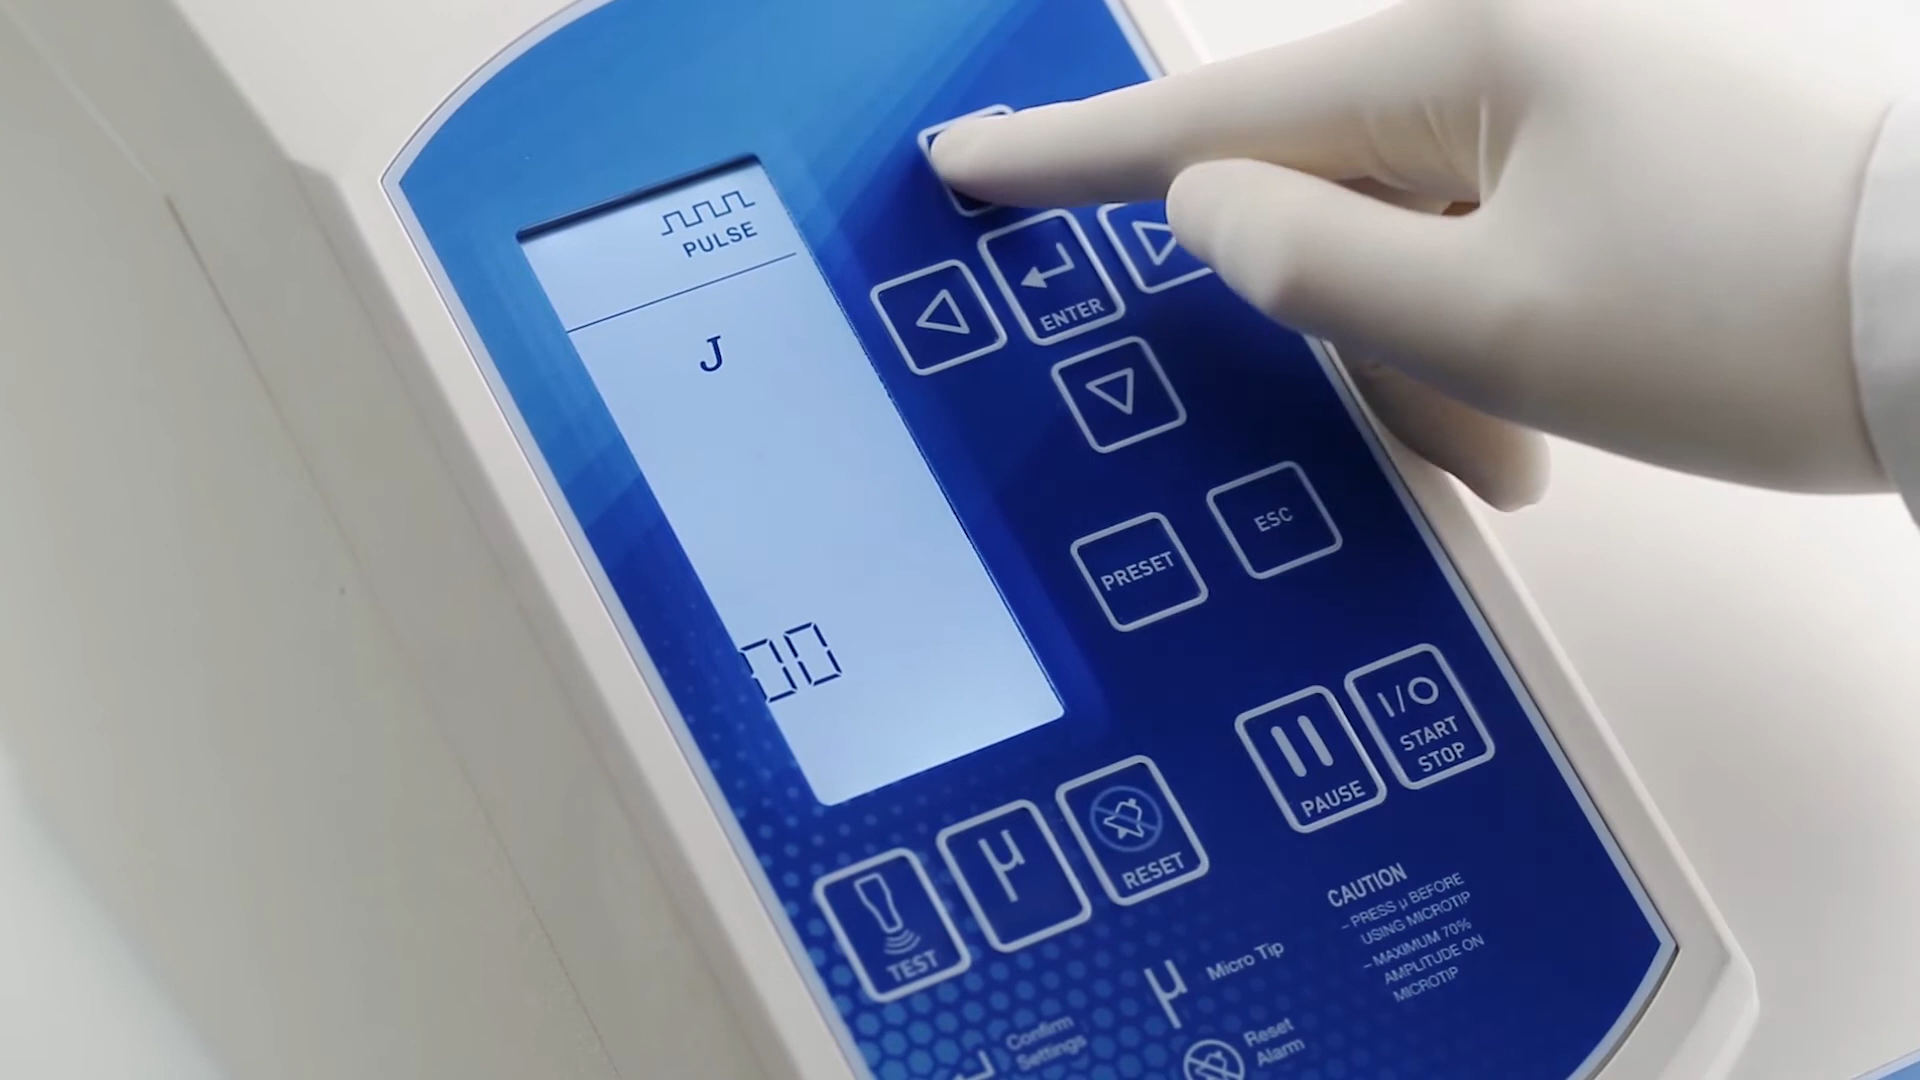 PULSE
J
00
ENTER
PRESET
ESC
PAUSE
I/O
START
STOP
TEST
µ
RESET
CAUTION
– PRESS µ BEFORE
USING MICROTIP
– MAXIMUM 70%
AMPLITUDE ON
MICROTIP
µ Micro Tip
Confirm
Settings
Reset
Alarm